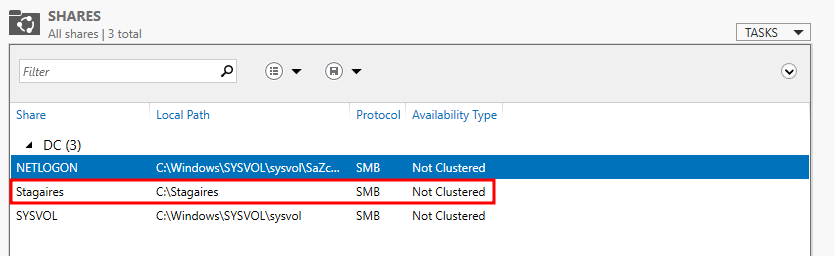 SHARES
All shares | 3 total
TASKS
Filter
Share Local Path Protocol Availability Type
DC (3)
NETLOGON C:\Windows\SYSVOL\sysvol\SaZc... SMB Not Clustered
Stagaires C:\Stagaires SMB Not Clustered
SYSVOL C:\Windows\SYSVOL\sysvol SMB Not Clustered